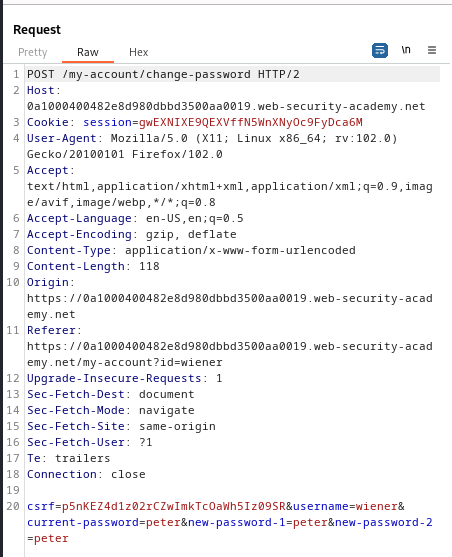 Request
Pretty Raw Hex \n
1 POST /my-account/change-password HTTP/2
2 Host:
0a1000400482e8d980dbbd3500aa0019.web-security-academy.net
3 Cookie: session=gwEXNIXE9QEXVffN5WnXNyOc9FyDca6M
4 User-Agent: Mozilla/5.0 (X11; Linux x86_64; rv:102.0)
Gecko/20100101 Firefox/102.0
5 Accept:
text/html,application/xhtml+xml,application/xml;q=0.9,imag
e/avif,image/webp,*/*;q=0.8
6 Accept-Language: en-US,en;q=0.5
7 Accept-Encoding: gzip, deflate
8 Content-Type: application/x-www-form-urlencoded
9 Content-Length: 118
10 Origin:
https://0a1000400482e8d980dbbd3500aa0019.web-security-acad
emy.net
11 Referer:
https://0a1000400482e8d980dbbd3500aa0019.web-security-acad
emy.net/my-account?id=wiener
12 Upgrade-Insecure-Requests: 1
13 Sec-Fetch-Dest: document
14 Sec-Fetch-Mode: navigate
15 Sec-Fetch-Site: same-origin
16 Sec-Fetch-User: ?1
17 Te: trailers
18 Connection: close
19
20 csrf=p5nKEZ4d1z02rCZwImkTcOaWh5Iz09SR&username=wiener&
current-password=peter&new-password-1=peter&new-password-2
=peter